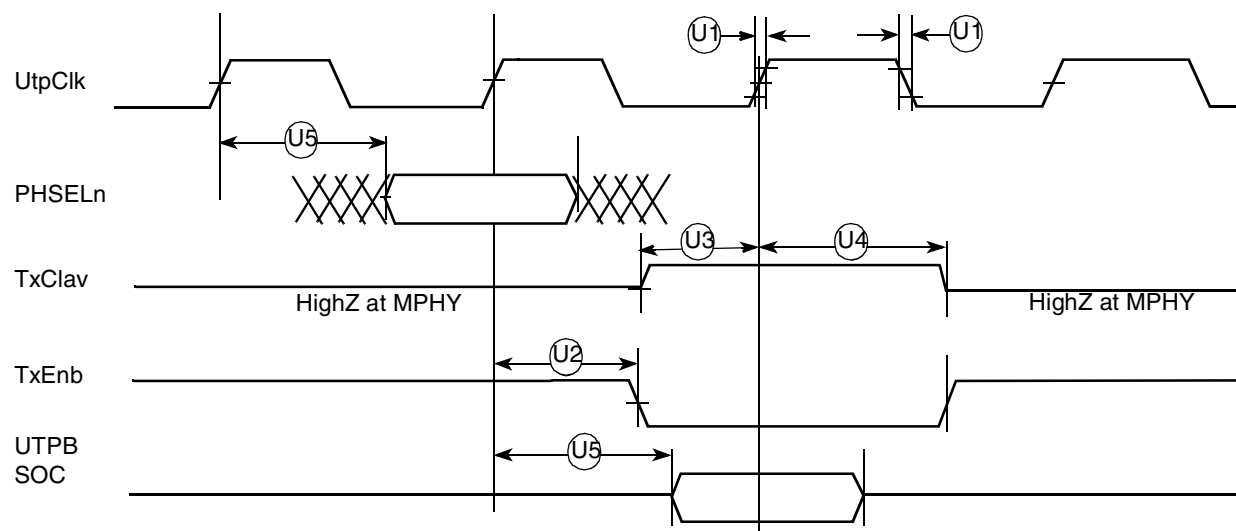 U1
U1
UtpClk
U5
PHSELn
U3
U4
TxClav
HighZ at MPHY
HighZ at MPHY
U2
TxEnb
UTPB
SOC
U5